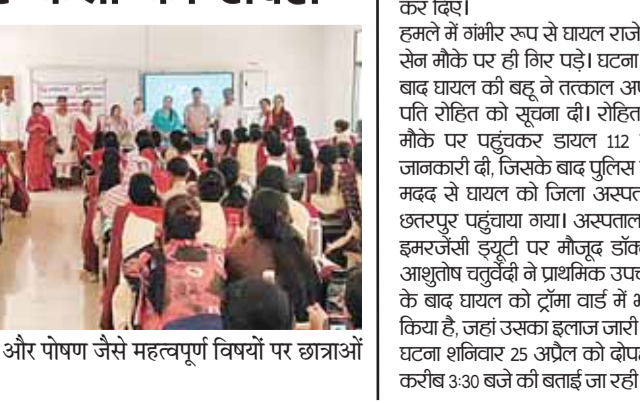 और पोषण जैसे महत्वपूर्ण विषयों पर छात्राओं
कर दिए।
हमले में गंभीर रूप से घायल राजे
सेन मौके पर ही गिर पड़े। घटना
बाद घायल की बहू ने तत्काल अप
पति रोहित को सूचना दी। रोहित
मौके पर पहुंचकर डायल 112
जानकारी दी, जिसके बाद पुलिस
मदद से घायल को जिला अस्पत
छतरपुर पहुंचाया गया। अस्पताल
इमरजेंसी ड्यूटी पर मौजूद डॉक
आशुतोष चतुर्वेदी ने प्राथमिक उपच
के बाद घायल को ट्रॉमा वार्ड में भ
किया है, जहां उसका इलाज जारी
घटना शनिवार 25 अप्रैल को दोपह
करीब 3:30 बजे की बताई जा रही